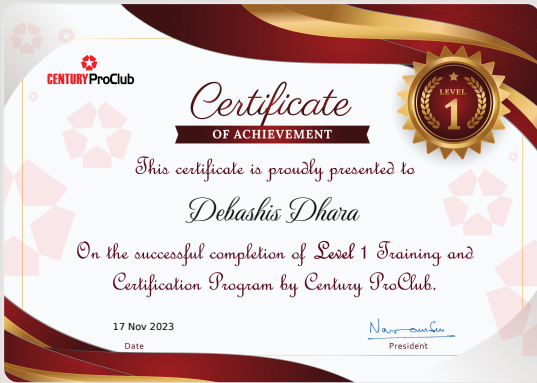 CENTURY ProClub
Certificate
OF ACHIEVEMENT
LEVEL
1
This certificate is proudly presented to
Debashis Dhara
On the successful completion of Level 1 Training and
Certification Program by Century ProClub.
17 Nov 2023
Date
President